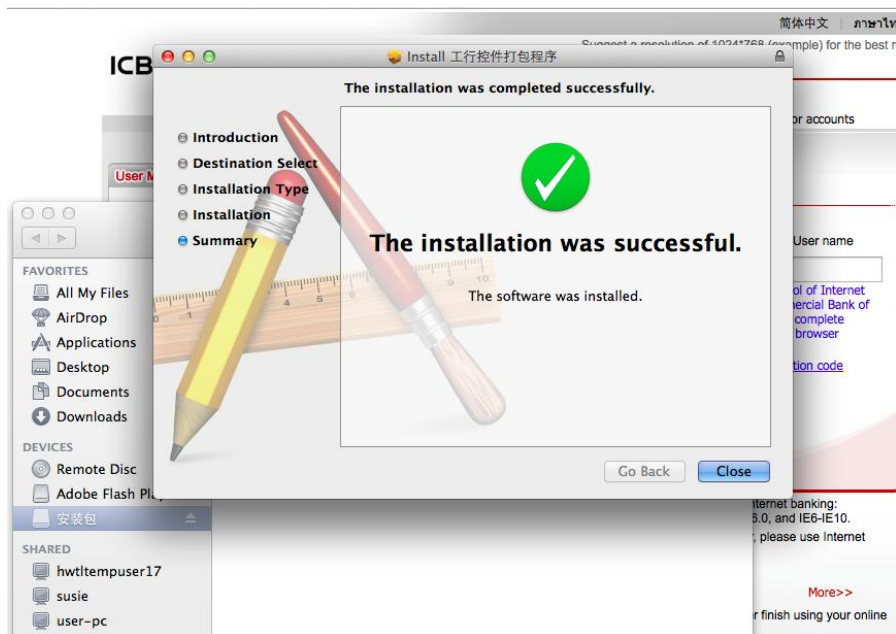 简体中文 ภาษาไท
ICB
Install 工行控件打包程序
The installation was completed successfully.
Introduction
Destination Select
Installation Type
Installation
Summary
The installation was successful.
The software was installed.
Go Back
Close
or accounts
User M
User name
ol of Internet
ercial Bank of
complete
browser
tion code
FAVORITES
All My Files
AirDrop
Applications
Desktop
Documents
Downloads
DEVICES
Remote Disc
Adobe Flash Pla
安装包
SHARED
hwtltempuser17
susie
user-pc
ternet banking:
6.0, and IE6-IE10.
, please use Internet
More>>
r finish using your online